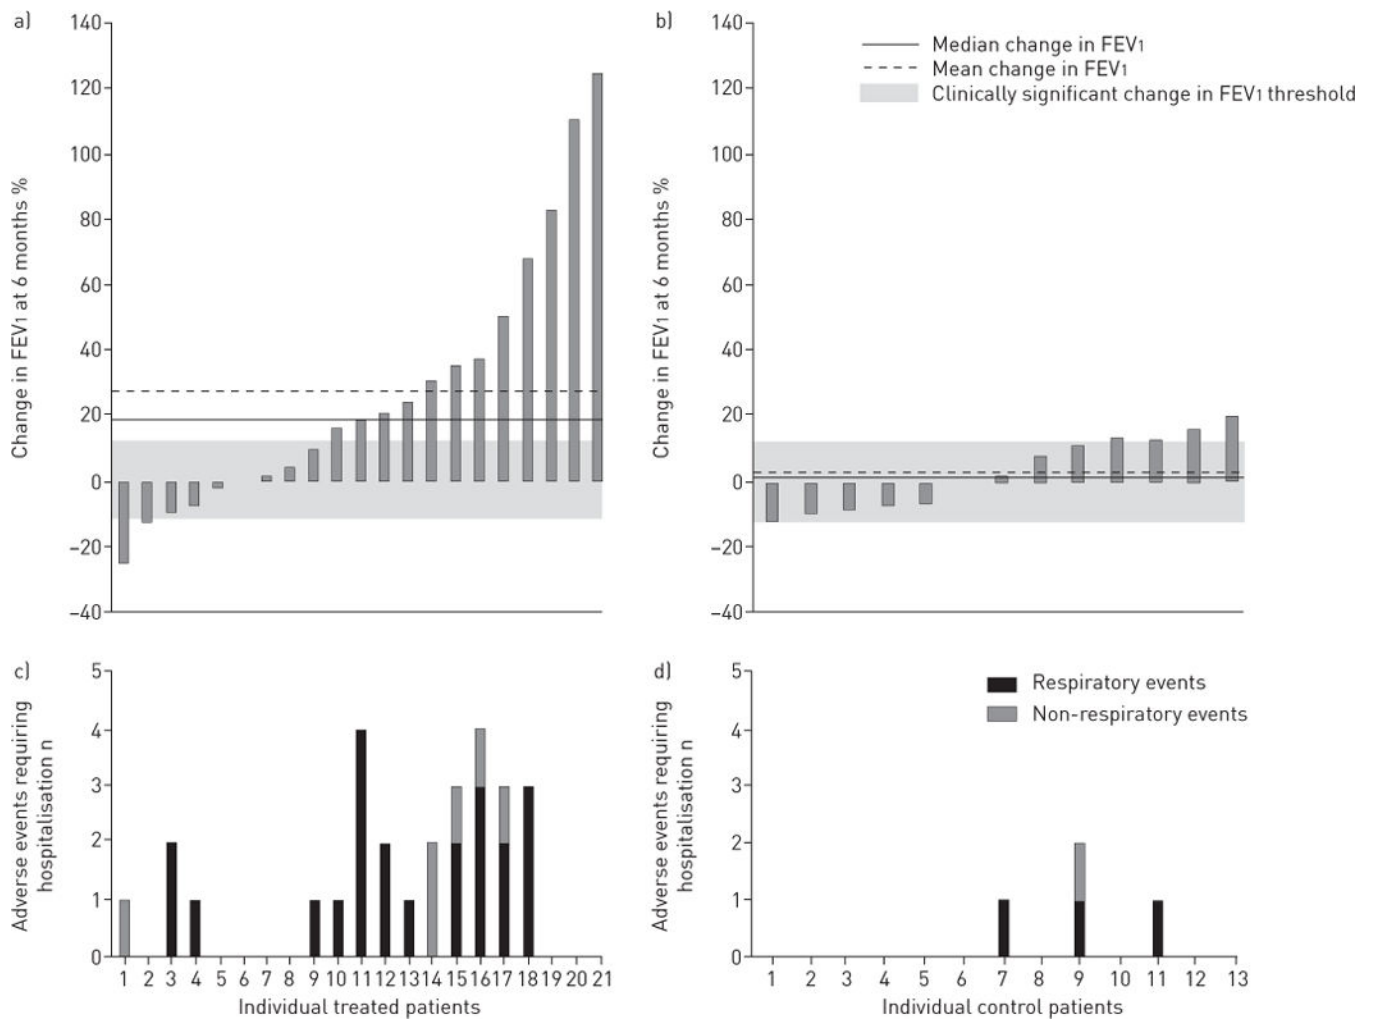 a)
140
120
100
80
60
40
20
0
–20
–40
Change in FEV1 at 6 months %
b)
140
120
100
80
60
40
20
0
–20
–40
Change in FEV1 at 6 months %
Median change in FEV1
Mean change in FEV1
Clinically significant change in FEV1 threshold
c)
5
4
3
2
1
0
Adverse events requiring
hospitalisation n
1 2 3 4 5 6 7 8 9 10 11 12 13 14 15 16 17 18 19 20 21
Individual treated patients
d)
5
4
3
2
1
0
Adverse events requiring
hospitalisation n
Respiratory events
Non-respiratory events
1 2 3 4 5 6 7 8 9 10 11 12 13
Individual control patients